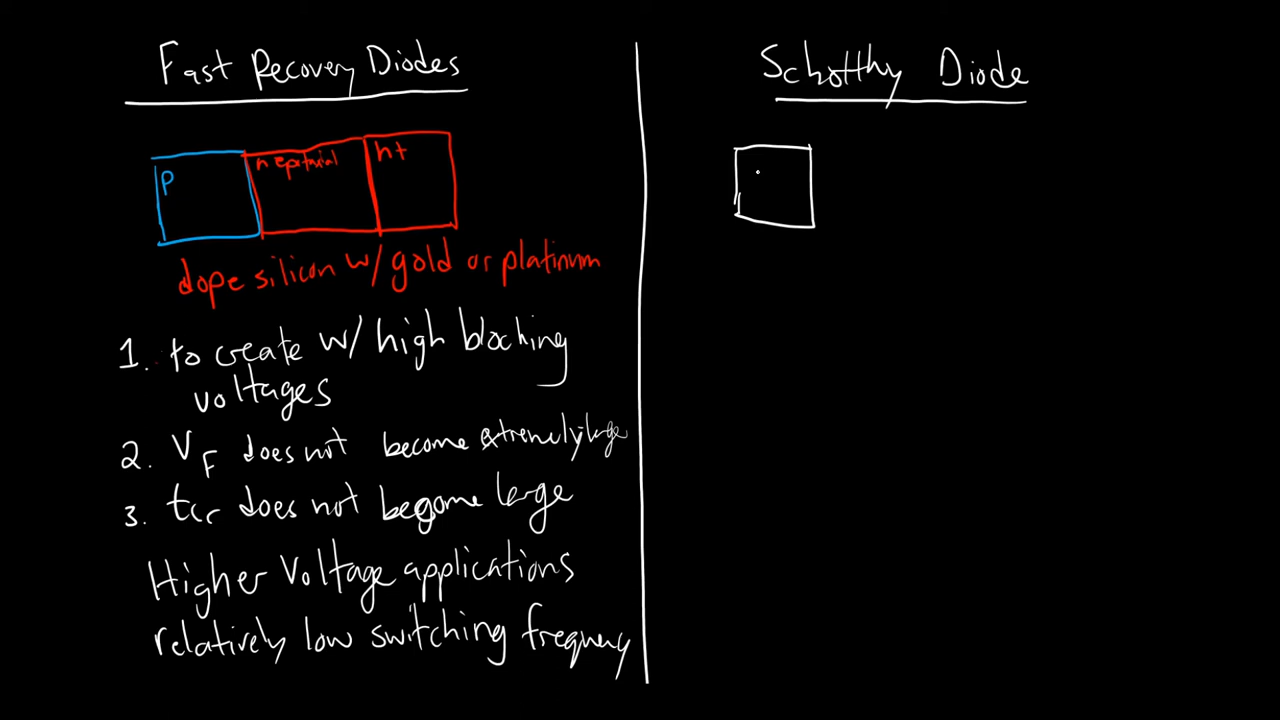 Fast Recovery Diodes
p
n epitaxial
n+
dope silicon w/ gold or platinum
1. to create w/ high blocking
voltages
2. VF does not become extremely large
3. trr does not become large
Higher Voltage applications
relatively low switching frequency
Schottky Diode